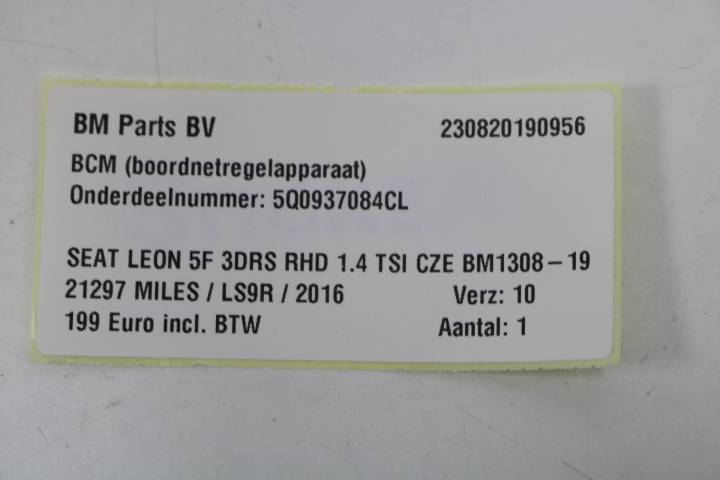 BM Parts BV 230820190956
BCM (boordnetregelapparaat)
Onderdeelnummer: 5Q0937084CL
SEAT LEON 5F 3DRS RHD 1.4 TSI CZE BM1308-19
21297 MILES / LS9R / 2016 Verz: 10
199 Euro incl. BTW Aantal: 1